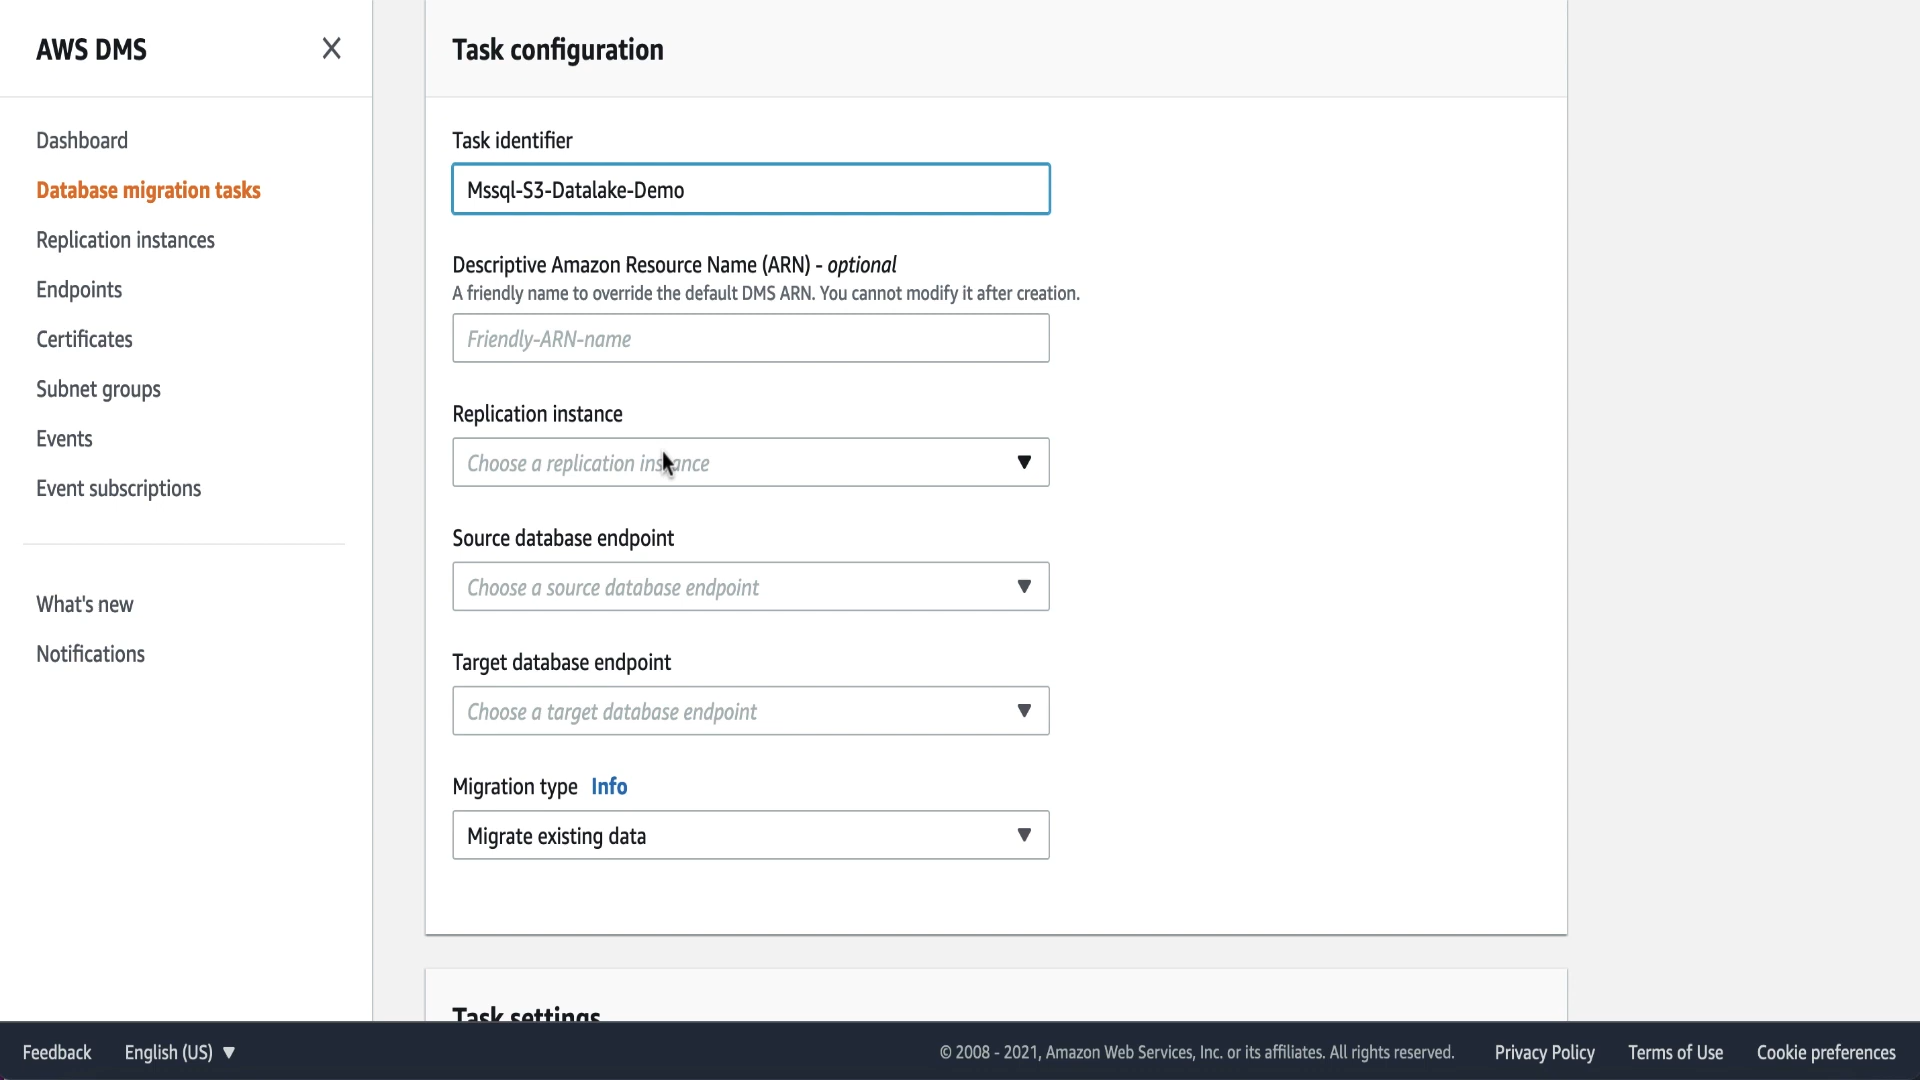 AWS DMS
Dashboard
Database migration tasks
Replication instances
Endpoints
Certificates
Subnet groups
Events
Event subscriptions
What's new
Notifications
Task configuration
Task identifier
Mssql-S3-Datalake-Demo
Descriptive Amazon Resource Name (ARN) - optional
A friendly name to override the default DMS ARN. You cannot modify it after creation.
Friendly-ARN-name
Replication instance
Choose a replication instance
Source database endpoint
Choose a source database endpoint
Target database endpoint
Choose a target database endpoint
Migration type Info
Migrate existing data
Task settings
Feedback English (US) © 2008 - 2021, Amazon Web Services, Inc. or its affiliates. All rights reserved. Privacy Policy Terms of Use Cookie preferences